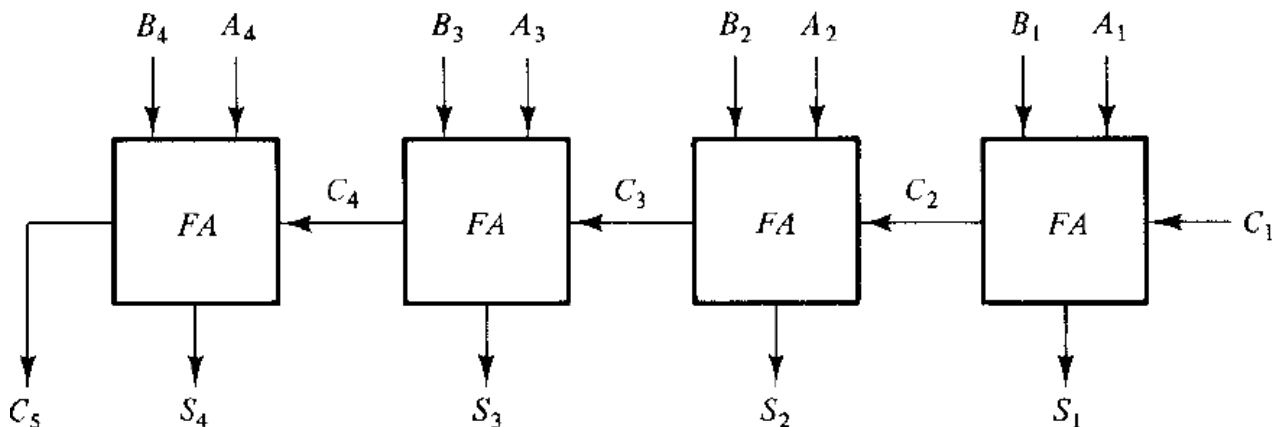 B₄ A₄ B₃ A₃ B₂ A₂ B₁ A₁
C₄ C₃ C₂
FA FA FA FA C₁
C₅ S₄ S₃ S₂ S₁